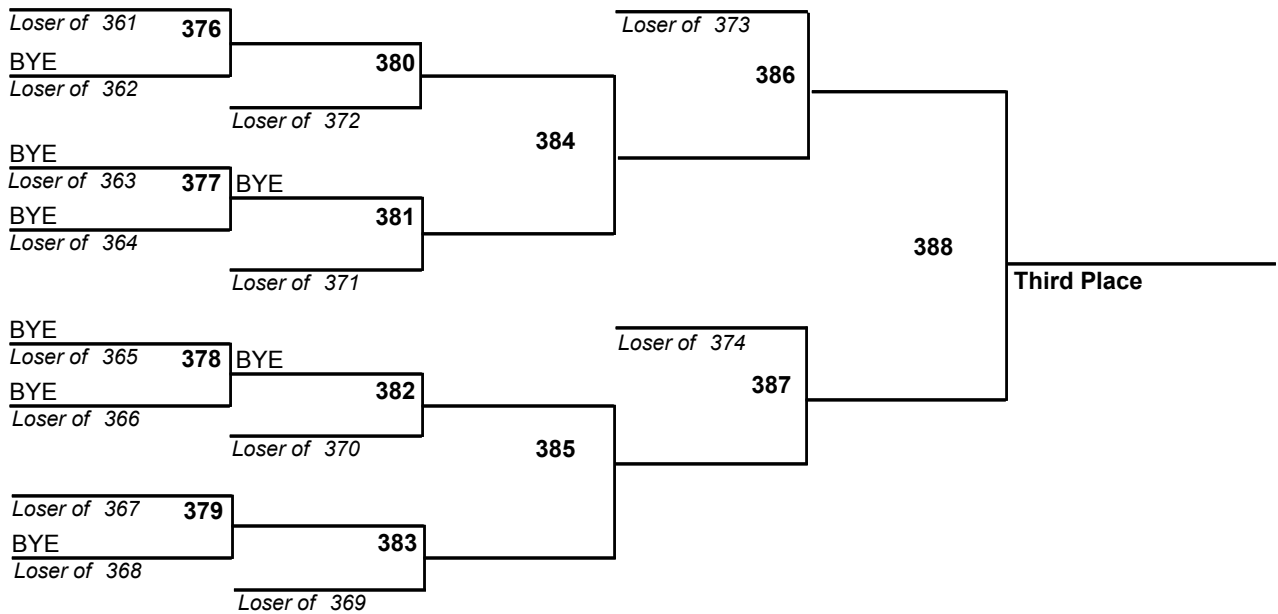 Loser of 361
376
BYE
Loser of 362
380
Loser of 372
BYE
Loser of 363
377
BYE
Loser of 364
BYE
381
Loser of 371
384
Loser of 373
386
BYE
Loser of 365
378
BYE
Loser of 366
BYE
382
Loser of 370
385
Loser of 367
379
BYE
Loser of 368
383
Loser of 369
Loser of 374
387
388
Third Place